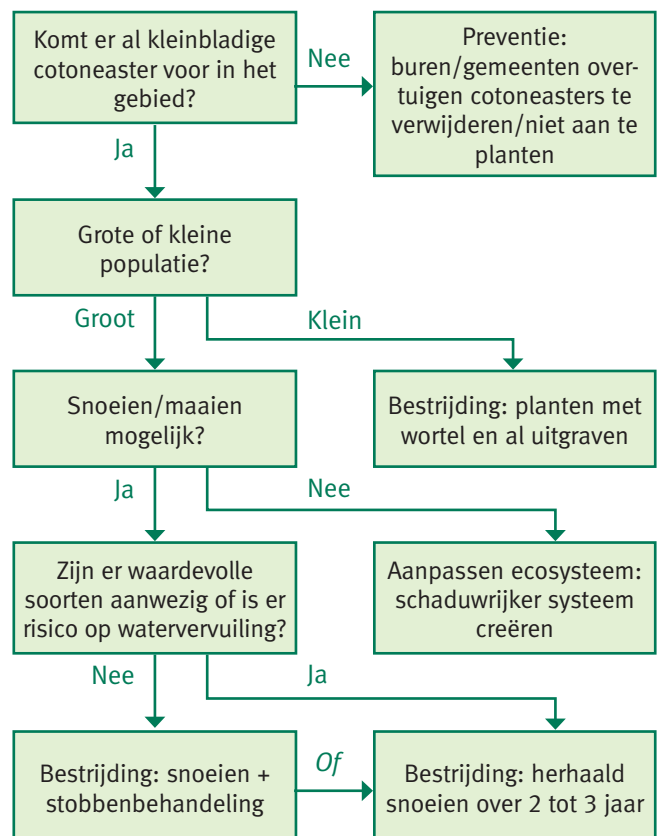 Komt er al kleinbladige
cotoneaster voor in het
gebied?
Nee
Preventie:
buren/gemeenten over-
tuigen cotoneasters te
verwijderen/niet aan te
planten
Ja
Grote of kleine
populatie?
Groot
Klein
Snoeien/maaien
mogelijk?
Bestrijding: planten met
wortel en al uitgraven
Ja
Nee
Zijn er waardevolle
soorten aanwezig of is er
risico op watervervuiling?
Aanpassen ecosysteem:
schaduwrijker systeem
creëren
Nee
Ja
Bestrijding: snoeien +
stobbenbehandeling
Of
Bestrijding: herhaald
snoeien over 2 tot 3 jaar